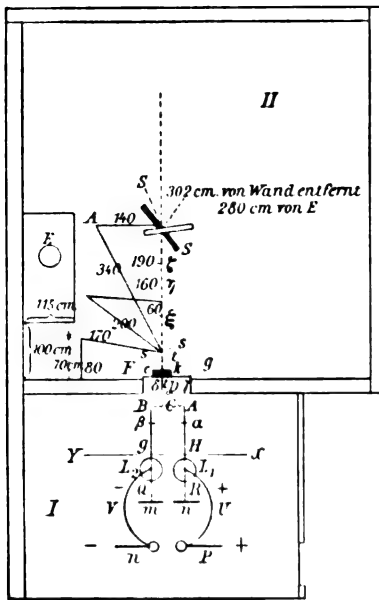 II
S
302 cm. von Wand entfernt
280 cm von E
A
140
S
E
190 ζ
340
160 η
60
ξ
115 cm.
200
170
s
s
t
100 cm
70 cm
80
F
c
k
g
δ
D
γ
B
C
A
β
α
g
H
Y
X
L₂
L₁
−
+
a
R
I
V
m
n
U
−
n
P
+